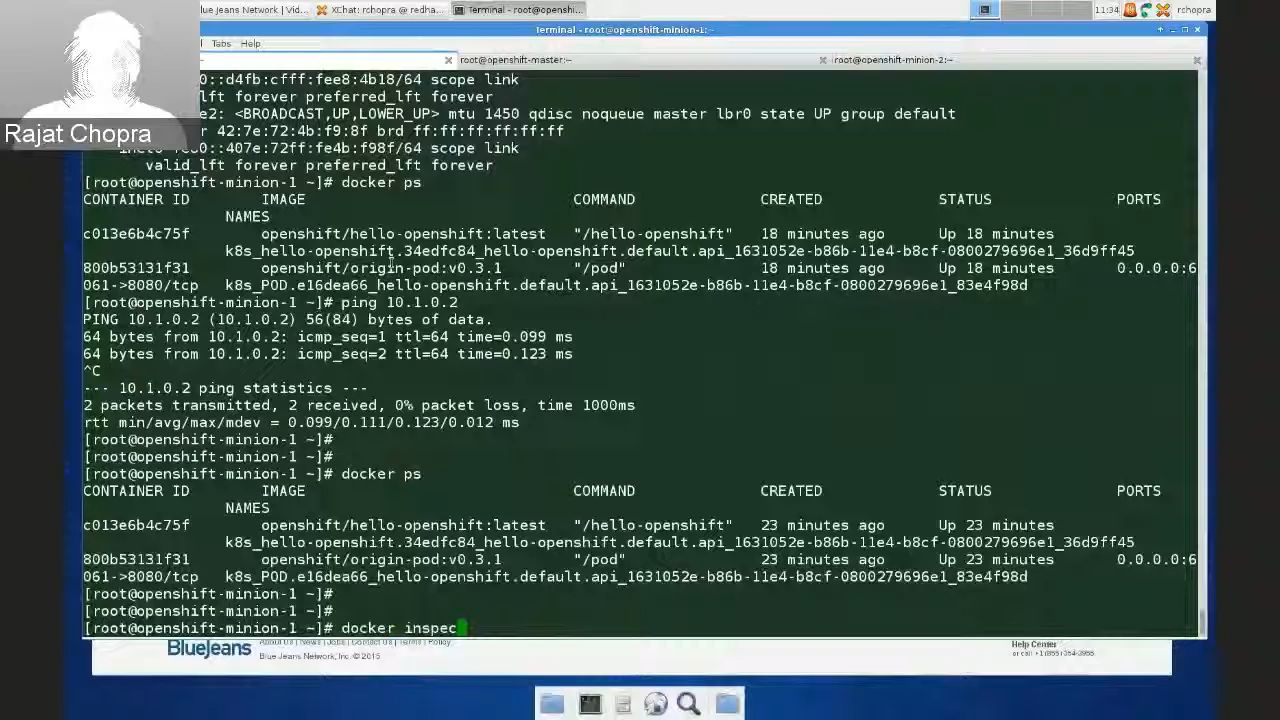 blue Jeans Network, | Vid...
XChat: rchopra @ redha...
Terminal - root@openshi...
11:34
rchopra
Terminal - root@openshift-minion-1:~
Tabs Help
root@openshift-master:~
root@openshift-minion-2:~
Rajat Chopra
0::d4fb:cfff:fee8:4b18/64 scope link
lft forever preferred_lft forever
e2: <BROADCAST,UP,LOWER_UP> mtu 1450 qdisc noqueue master lbr0 state UP group default
r 42:7e:72:4b:f9:8f brd ff:ff:ff:ff:ff:ff
inet6 fe80::407e:72ff:fe4b:f98f/64 scope link
valid_lft forever preferred_lft forever
[root@openshift-minion-1 ~]# docker ps
CONTAINER ID IMAGE COMMAND CREATED STATUS PORTS
NAMES
c013e6b4c75f openshift/hello-openshift:latest "/hello-openshift" 18 minutes ago Up 18 minutes
k8s_hello-openshift.34edfc84_hello-openshift.default.api_1631052e-b86b-11e4-b8cf-0800279696e1_36d9ff45
800b53131f31 openshift/origin-pod:v0.3.1 "/pod" 18 minutes ago Up 18 minutes 0.0.0.0:6
061->8080/tcp k8s_POD.e16dea66_hello-openshift.default.api_1631052e-b86b-11e4-b8cf-0800279696e1_83e4f98d
[root@openshift-minion-1 ~]# ping 10.1.0.2
PING 10.1.0.2 (10.1.0.2) 56(84) bytes of data.
64 bytes from 10.1.0.2: icmp_seq=1 ttl=64 time=0.099 ms
64 bytes from 10.1.0.2: icmp_seq=2 ttl=64 time=0.123 ms
^C
--- 10.1.0.2 ping statistics ---
2 packets transmitted, 2 received, 0% packet loss, time 1000ms
rtt min/avg/max/mdev = 0.099/0.111/0.123/0.012 ms
[root@openshift-minion-1 ~]#
[root@openshift-minion-1 ~]#
[root@openshift-minion-1 ~]# docker ps
CONTAINER ID IMAGE COMMAND CREATED STATUS PORTS
NAMES
c013e6b4c75f openshift/hello-openshift:latest "/hello-openshift" 23 minutes ago Up 23 minutes
k8s_hello-openshift.34edfc84_hello-openshift.default.api_1631052e-b86b-11e4-b8cf-0800279696e1_36d9ff45
800b53131f31 openshift/origin-pod:v0.3.1 "/pod" 23 minutes ago Up 23 minutes 0.0.0.0:6
061->8080/tcp k8s_POD.e16dea66_hello-openshift.default.api_1631052e-b86b-11e4-b8cf-0800279696e1_83e4f98d
[root@openshift-minion-1 ~]#
[root@openshift-minion-1 ~]#
[root@openshift-minion-1 ~]# docker inspec
About Us | News | Jobs | Contact Us | Terms | Policy
BlueJeans
Blue Jeans Network, Inc. © 2015
Help Center